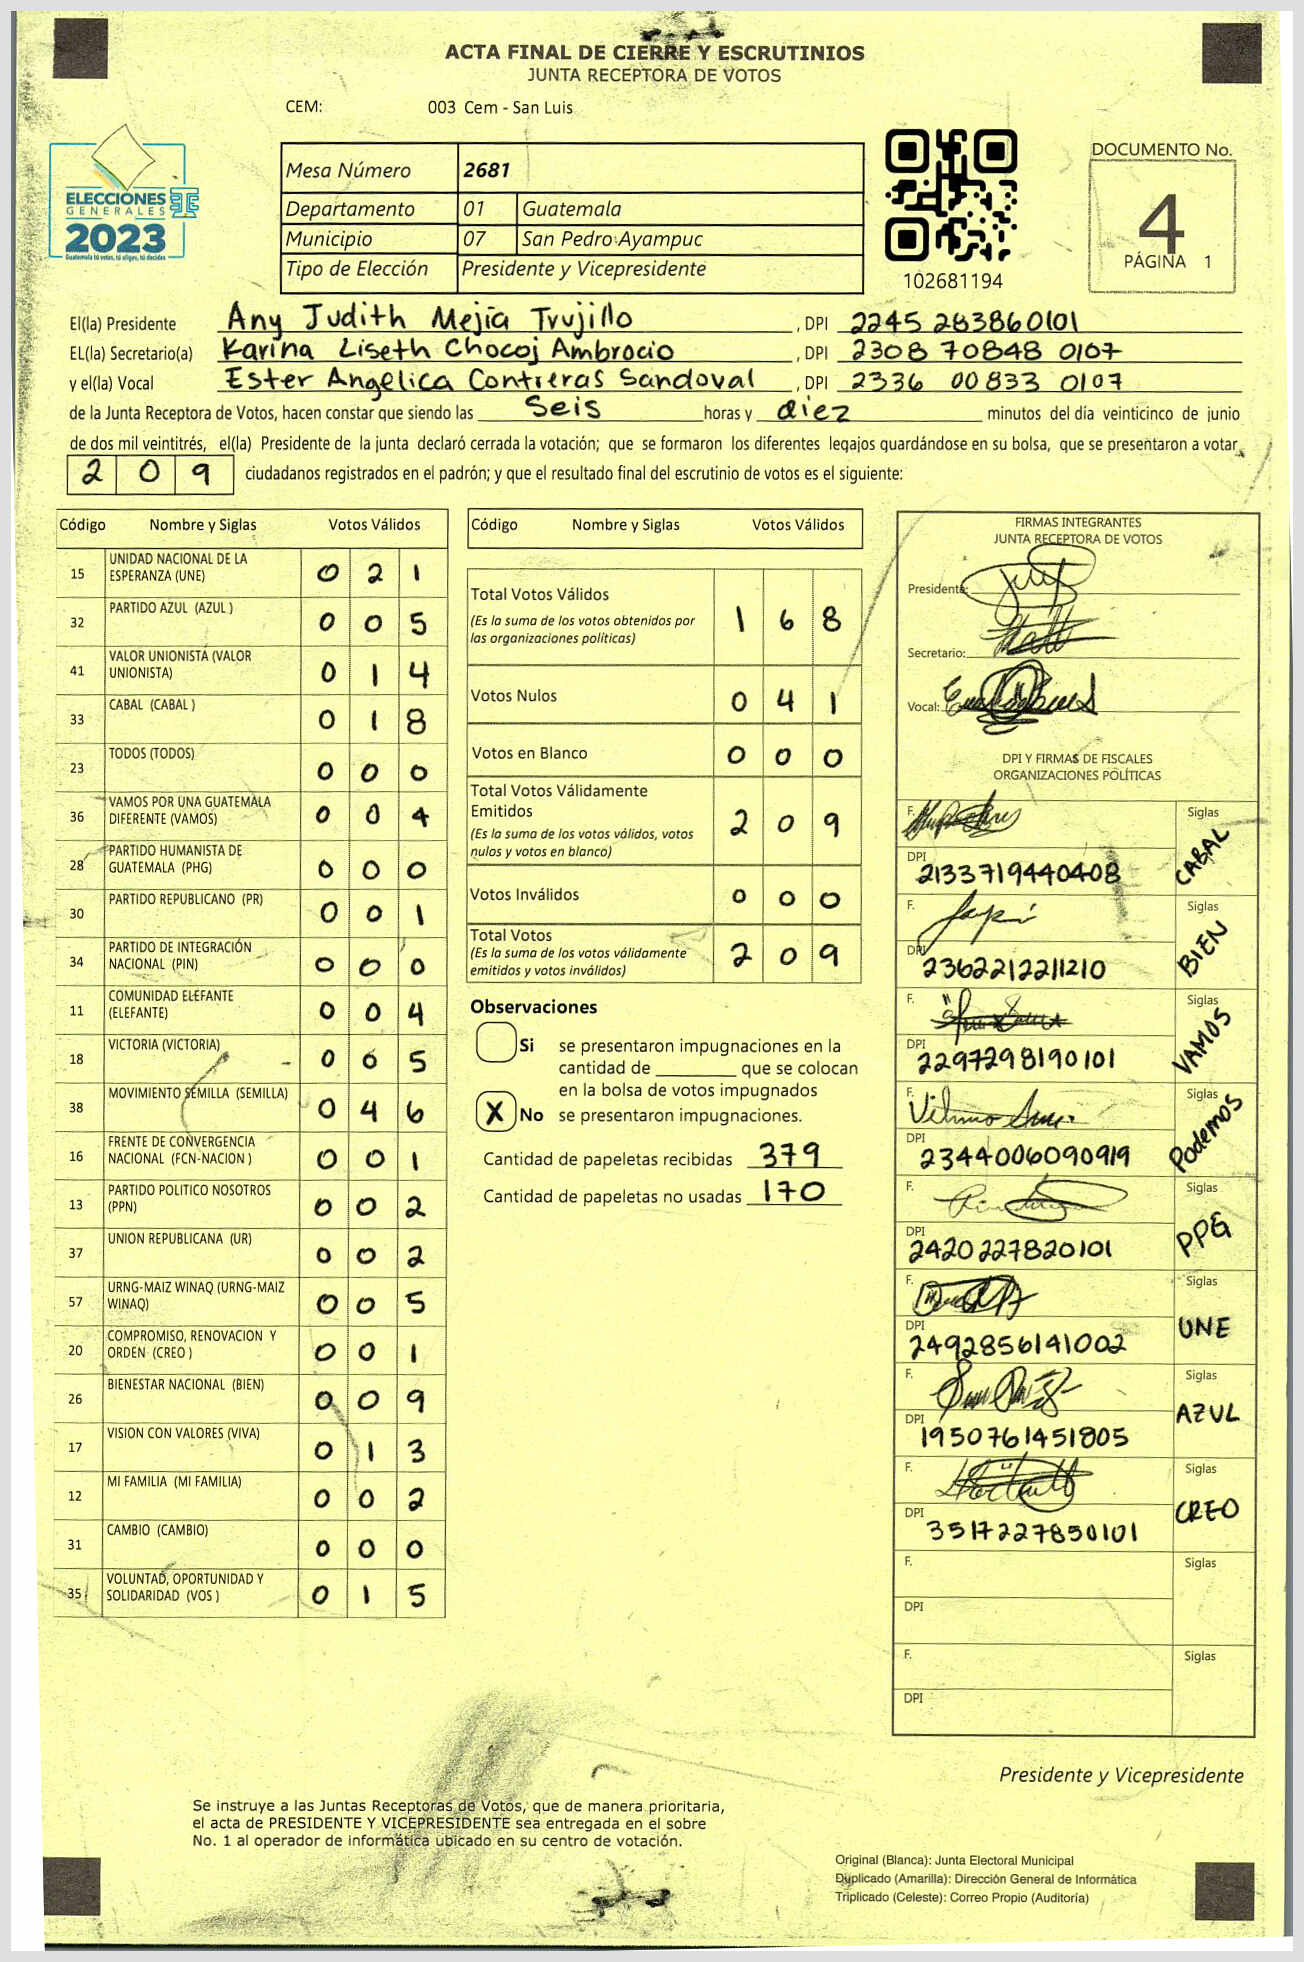 ACTA FINAL DE CIERRE Y ESCRUTINIOS
JUNTA RECEPTORA DE VOTOS
CEM: 003 Cem - San Luis
ELECCIONES
GENERALES
2023
Guatemala tú votas, tú eliges, tú decides
Mesa Número 2681
Departamento 01 Guatemala
Municipio 07 San Pedro Ayampuc
Tipo de Elección Presidente y Vicepresidente
102681194
DOCUMENTO No.
4
PÁGINA 1
El(la) Presidente Any Judith Mejía Trujillo , DPI 2245 283860101
EL(la) Secretario(a) Karina Liseth Chocoj Ambrocio , DPI 2308 70848 0107
y el(la) Vocal Ester Angélica Contreras Sandoval , DPI 2336 00833 0107
de la Junta Receptora de Votos, hacen constar que siendo las Seis horas y diez minutos del día veinticinco de junio
de dos mil veintitrés, el(la) Presidente de la junta declaró cerrada la votación; que se formaron los diferentes legajos guardándose en su bolsa, que se presentaron a votar
2 0 9 ciudadanos registrados en el padrón; y que el resultado final del escrutinio de votos es el siguiente:
Código Nombre y Siglas Votos Válidos
15 UNIDAD NACIONAL DE LA ESPERANZA (UNE) 0 2 1
32 PARTIDO AZUL (AZUL ) 0 0 5
41 VALOR UNIONISTA (VALOR UNIONISTA) 0 1 4
33 CABAL (CABAL ) 0 1 8
23 TODOS (TODOS) 0 0 0
36 VAMOS POR UNA GUATEMALA DIFERENTE (VAMOS) 0 0 4
28 PARTIDO HUMANISTA DE GUATEMALA (PHG) 0 0 0
30 PARTIDO REPUBLICANO (PR) 0 0 1
34 PARTIDO DE INTEGRACIÓN NACIONAL (PIN) 0 0 0
11 COMUNIDAD ELEFANTE (ELEFANTE) 0 0 4
18 VICTORIA (VICTORIA) 0 0 5
38 MOVIMIENTO SEMILLA (SEMILLA) 0 4 6
16 FRENTE DE CONVERGENCIA NACIONAL (FCN-NACION ) 0 0 1
13 PARTIDO POLITICO NOSOTROS (PPN) 0 0 2
37 UNION REPUBLICANA (UR) 0 0 2
57 URNG-MAIZ WINAQ (URNG-MAIZ WINAQ) 0 0 5
20 COMPROMISO, RENOVACION Y ORDEN (CREO ) 0 0 1
26 BIENESTAR NACIONAL (BIEN) 0 0 9
17 VISION CON VALORES (VIVA) 0 1 3
12 MI FAMILIA (MI FAMILIA) 0 0 2
31 CAMBIO (CAMBIO) 0 0 0
35 VOLUNTAD, OPORTUNIDAD Y SOLIDARIDAD (VOS ) 0 1 5
Código Nombre y Siglas Votos Válidos
Total Votos Válidos 1 6 8
(Es la suma de los votos obtenidos por
las organizaciones políticas)
Votos Nulos 0 4 1
Votos en Blanco 0 0 0
Total Votos Válidamente
Emitidos 2 0 9
(Es la suma de los votos válidos, votos
nulos y votos en blanco)
Votos Inválidos 0 0 0
Total Votos 2 0 9
(Es la suma de los votos válidamente
emitidos y votos inválidos)
Observaciones
Si se presentaron impugnaciones en la
cantidad de ________ que se colocan
en la bolsa de votos impugnados
X No se presentaron impugnaciones.
Cantidad de papeletas recibidas 379
Cantidad de papeletas no usadas 170
FIRMAS INTEGRANTES
JUNTA RECEPTORA DE VOTOS
Presidente:
Secretario:
Vocal:
DPI Y FIRMAS DE FISCALES
ORGANIZACIONES POLÍTICAS
F. Siglas
DPI 2133719440408 CABAL
F. Siglas
DPI 2362212211210 BIEN
F. Siglas
DPI 2297298190101 VAMOS
F. Siglas
DPI 2344006090919 Podemos
F. Siglas
DPI 2420227820101 PPG
F. Siglas
DPI 2492856141002 UNE
F. Siglas
DPI 1950761451805 AZUL
F. Siglas
DPI 3517227850101 CREO
F. Siglas
DPI
F. Siglas
DPI
Presidente y Vicepresidente
Se instruye a las Juntas Receptoras de Votos, que de manera prioritaria,
el acta de PRESIDENTE Y VICEPRESIDENTE sea entregada en el sobre
No. 1 al operador de informática ubicado en su centro de votación.
Original (Blanca): Junta Electoral Municipal
Duplicado (Amarilla): Dirección General de Informática
Triplicado (Celeste): Correo Propio (Auditoría)